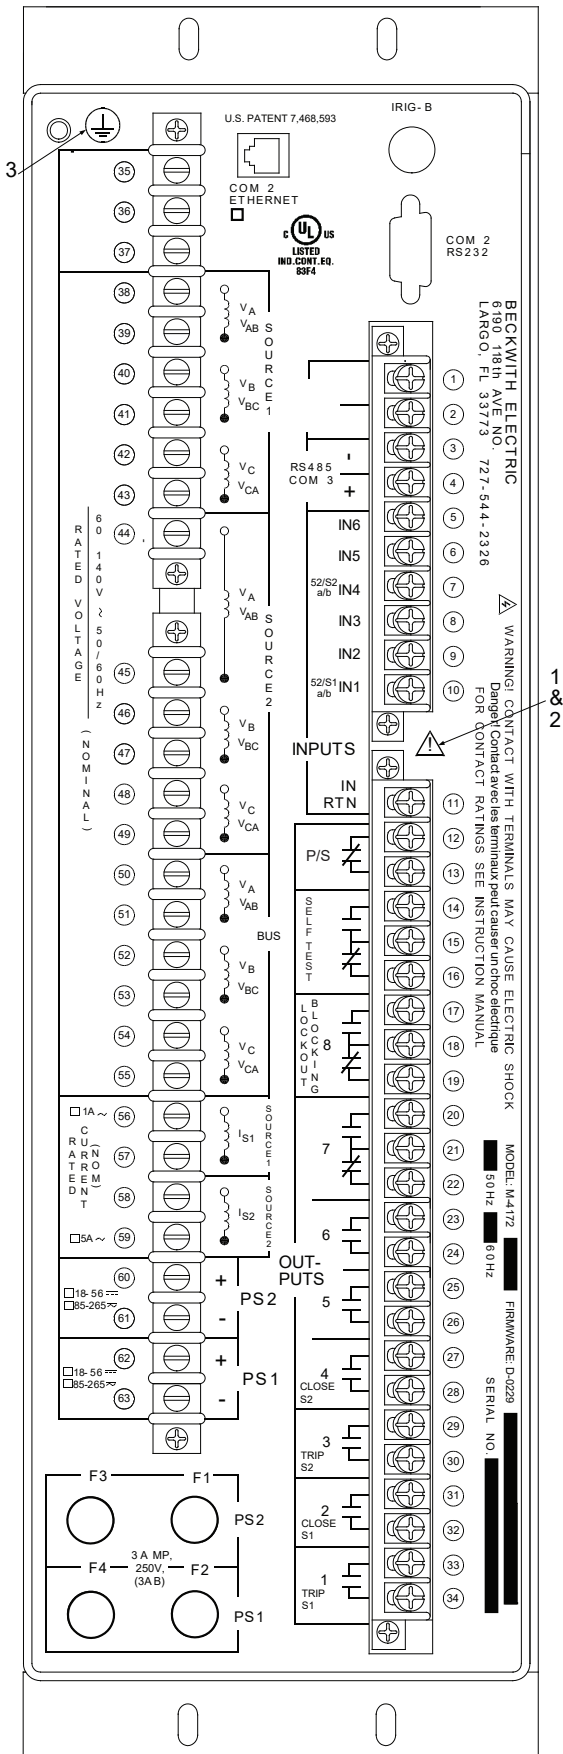 U.S. PATENT 7,468,593
IRIG- B
3
COM 2
ETHERNET
C UL US
LISTED
IND.CONT.EQ.
83F4
COM 2
RS232
35
36
37
38
39
40
41
42
43
44
45
46
47
48
49
50
51
52
53
54
55
56
57
58
59
60
61
62
63
VA
VAB
VB
VBC
VC
VCA
SOURCE1
VA
VAB
VB
VBC
VC
VCA
SOURCE2
VA
VAB
VB
VBC
VC
VCA
BUS
IS1
SOURCE1
IS2
SOURCE2
60 140V ~ 50/60Hz
RATED VOLTAGE
(NOMINAL)
1A ~
RATED
(NOM)
CURRENT
5A ~
18- 56
85-265
+
-
PS2
18- 56
85-265
+
-
PS1
F3 F1
PS2
3 A MP,
250V,
(3AB)
F4 F2
PS1
RS485
COM 3
-
+
IN6
IN5
52/S2
a/b IN4
IN3
IN2
52/S1
a/b IN1
INPUTS
IN
RTN
P/S
SELF TEST
BLOCKING
LOCKOUT
8
7
6
OUT-
PUTS
5
4
CLOSE
S2
3
TRIP
S2
2
CLOSE
S1
1
TRIP
S1
1
2
3
4
5
6
7
8
9
10
11
12
13
14
15
16
17
18
19
20
21
22
23
24
25
26
27
28
29
30
31
32
33
34
BECKWITH ELECTRIC
6190 118th AVE NO.
LARGO, FL 33773 727-544-2326
WARNING! CONTACT WITH TERMINALS MAY CAUSE ELECTRIC SHOCK
Danger! Contact avec les terminaux peut causer un choc electrique
FOR CONTACT RATINGS SEE INSTRUCTION MANUAL
1
&
2
MODEL: M-4172
FIRMWARE: D-0229
50Hz
60Hz
SERIAL NO.